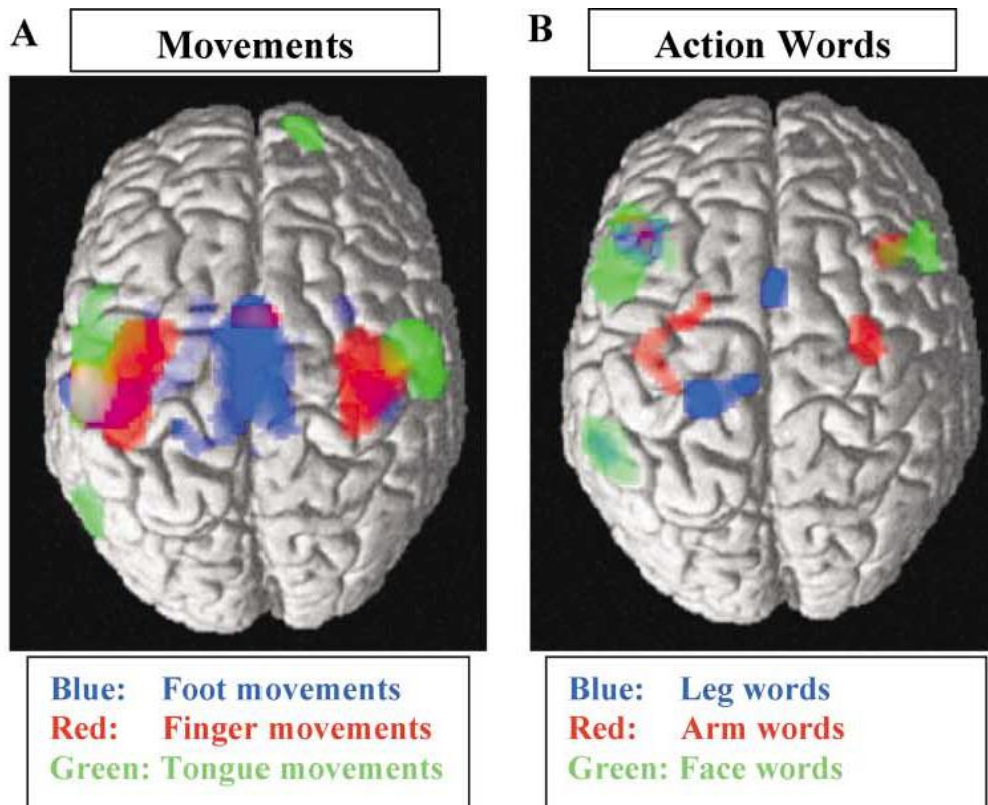 A
Movements
B
Action Words
Blue: Foot movements
Red: Finger movements
Green: Tongue movements
Blue: Leg words
Red: Arm words
Green: Face words